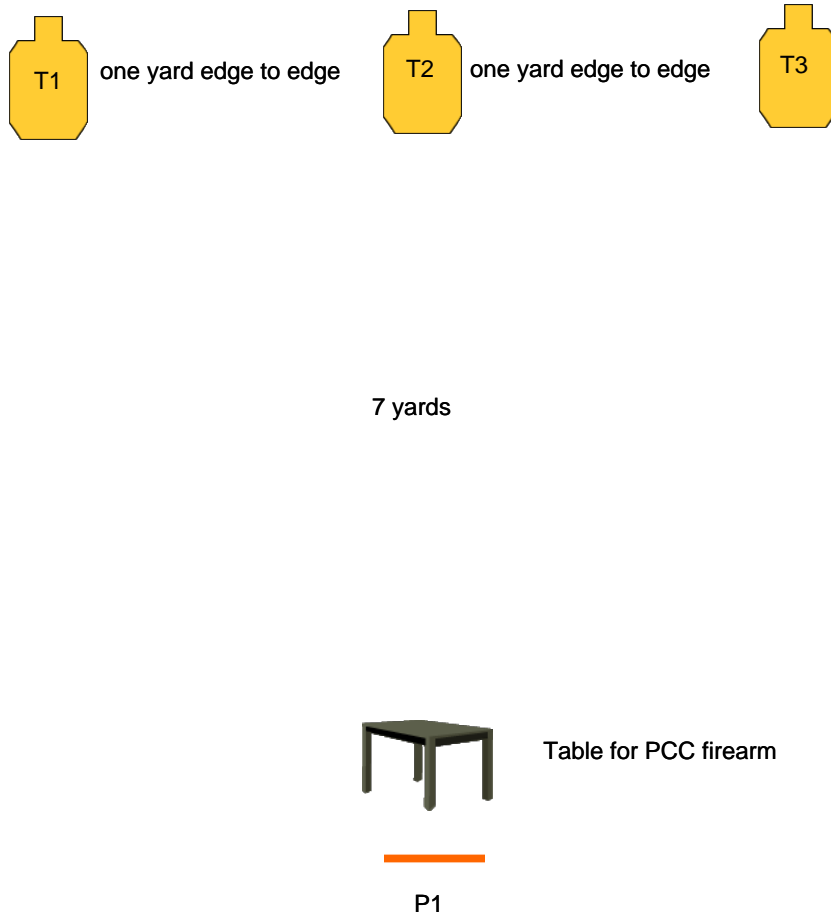 T1 one yard edge to edge T2 one yard edge to edge T3
7 yards
Table for PCC firearm
P1